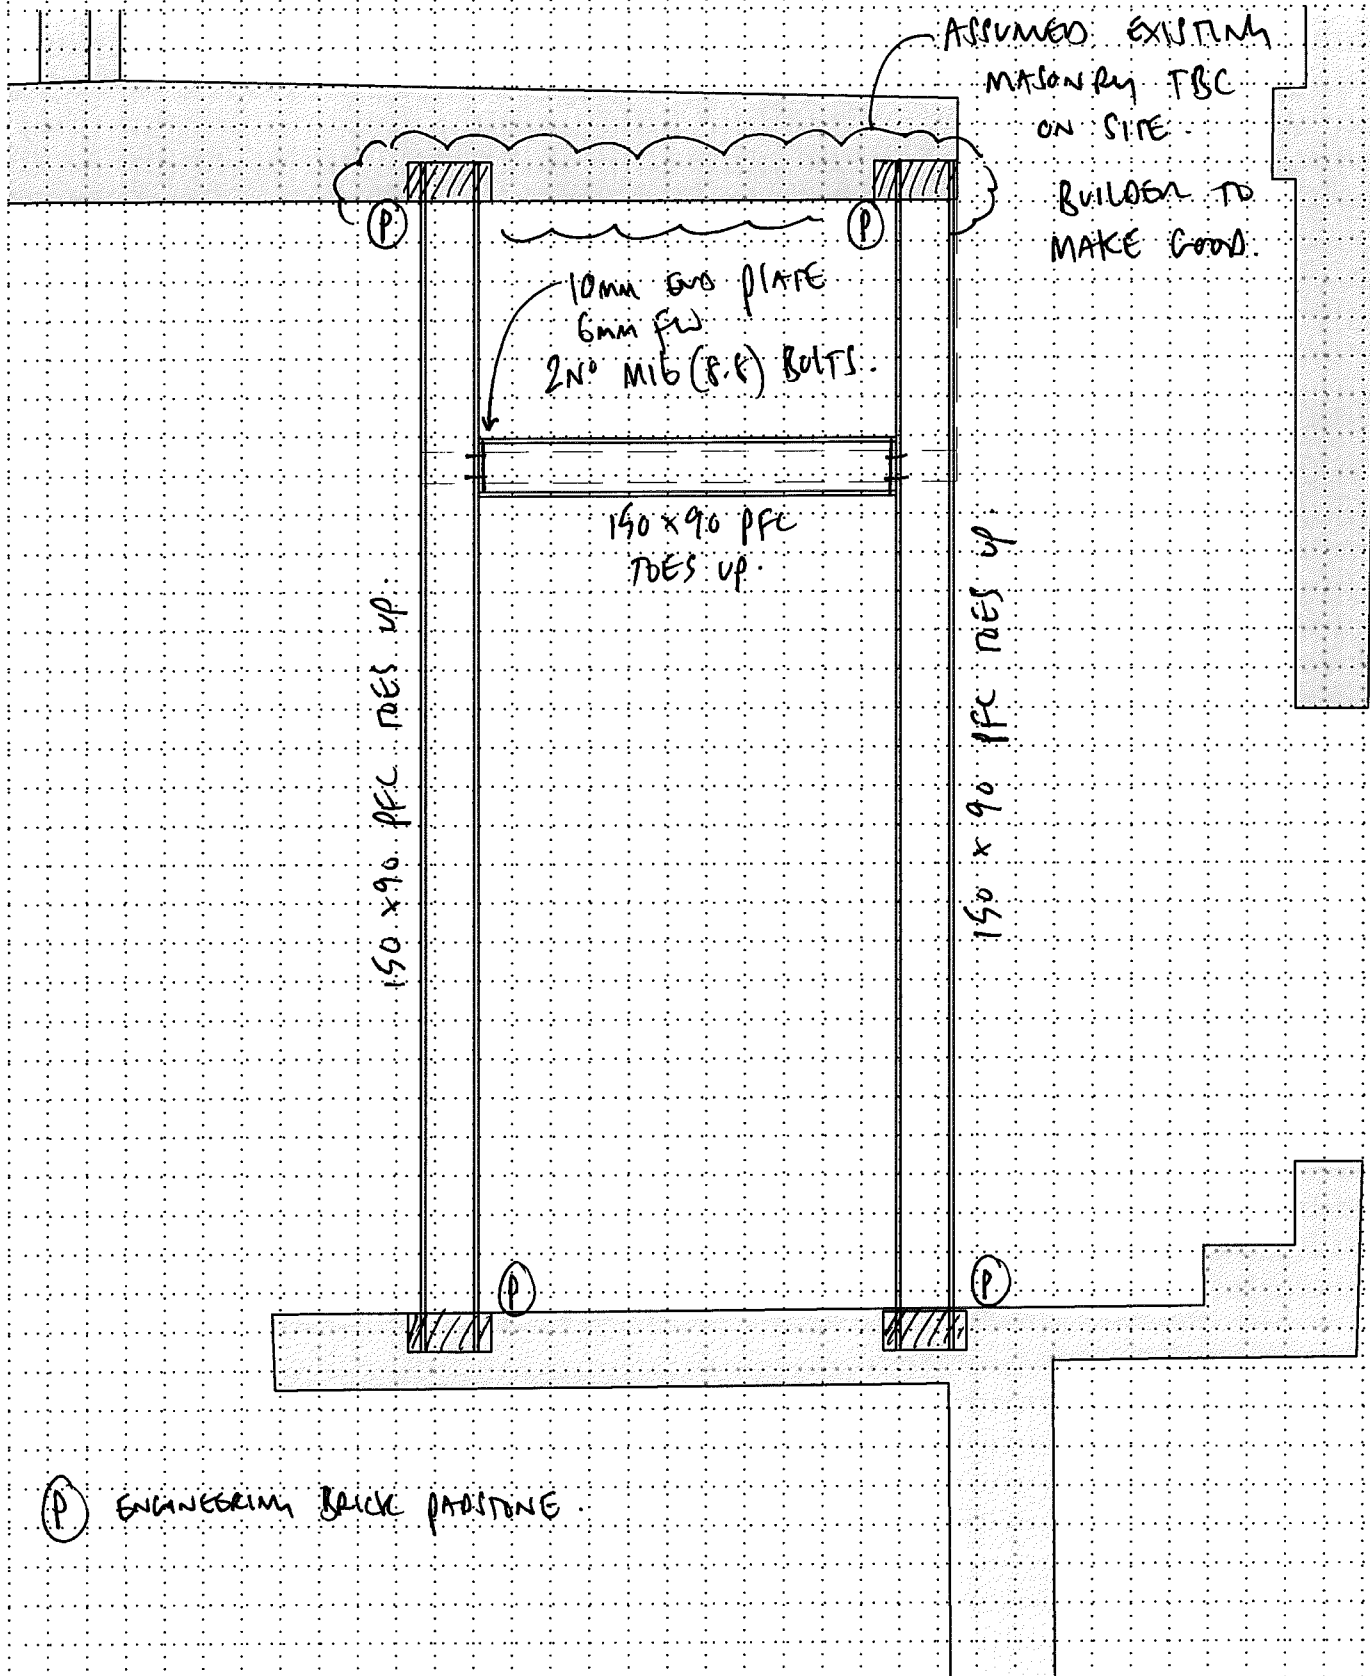 ASSUMED EXISTING
MASONRY TBC
ON SITE.
BUILDER TO
MAKE GOOD.
P
P
10mm END PLATE
6mm FW
2No M16 (8.8) BOLTS.
150 x 90 PFC
TOES UP.
150 x 90 PFC TOES UP.
150 x 90 PFC TOES UP.
P
P
P ENGINEERING BRICK PADSTONE.